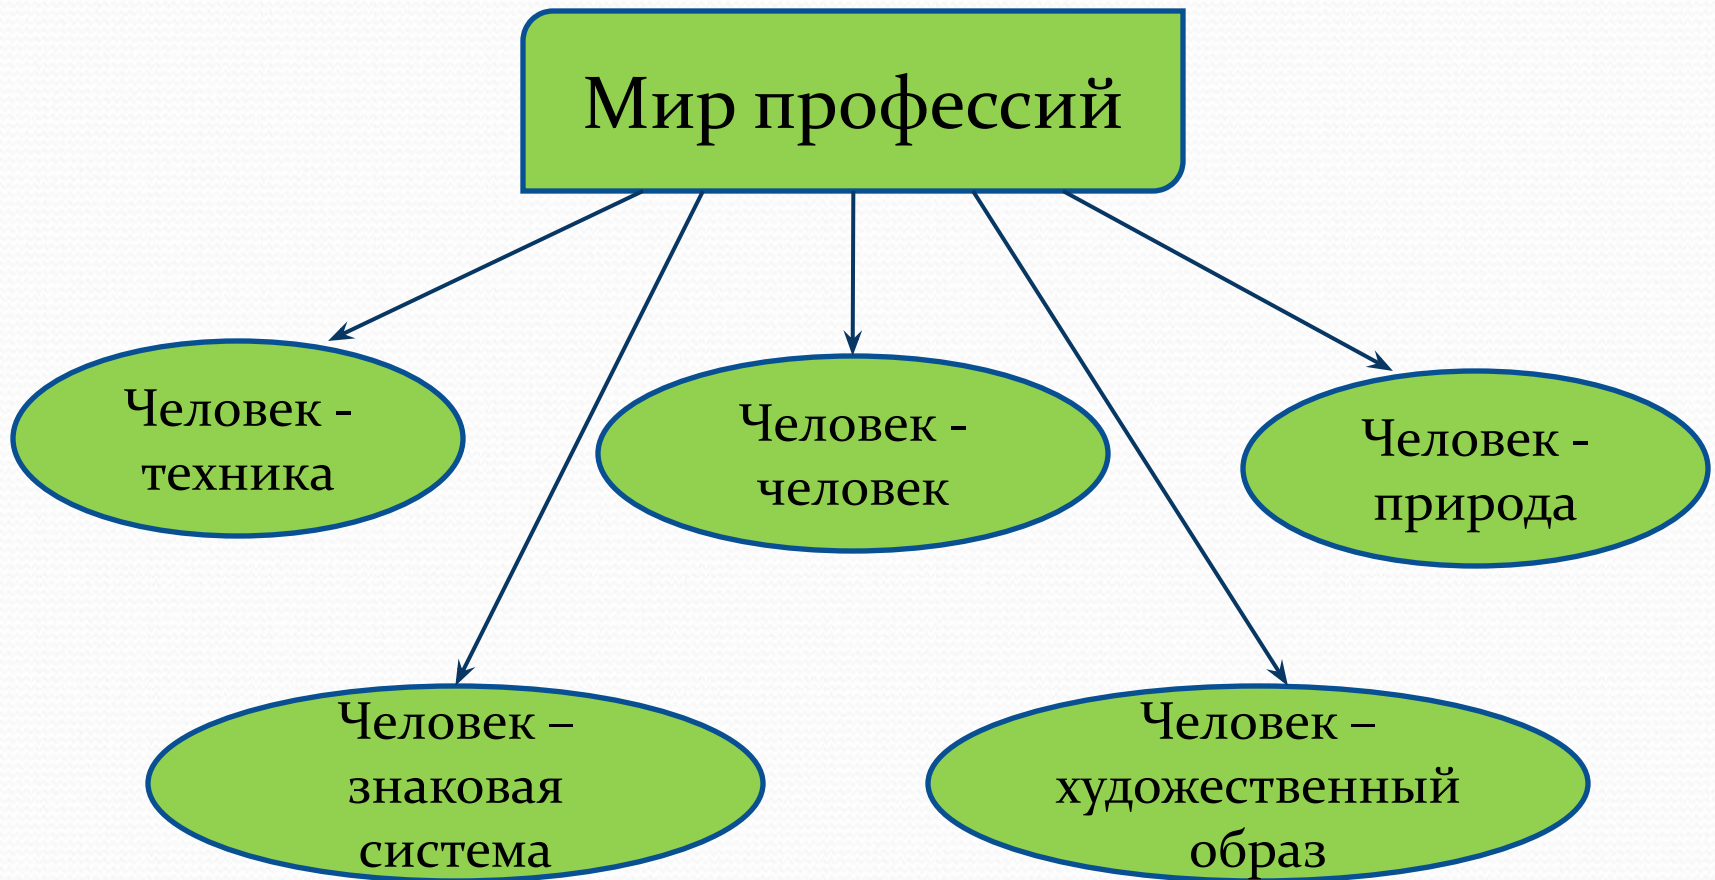 Мир профессий
Человек -
техника
Человек -
человек
Человек -
природа
Человек –
знаковая
система
Человек –
художественный
образ